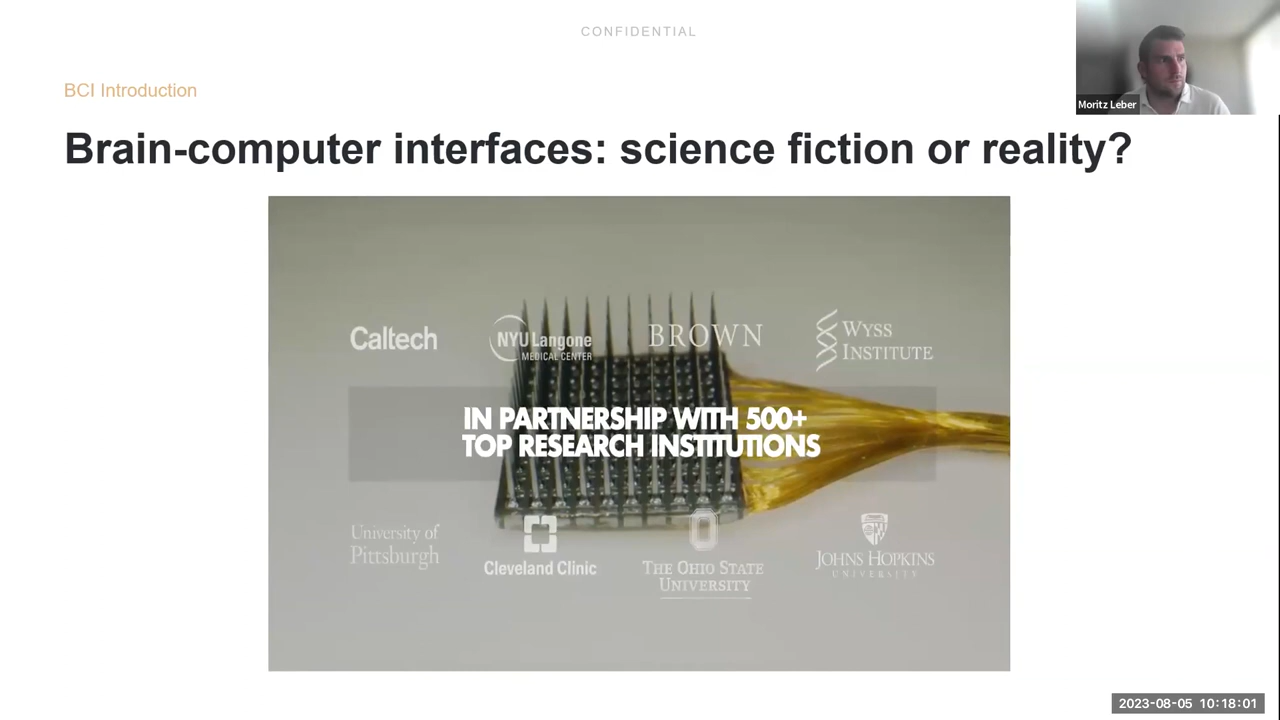 CONFIDENTIAL
BCI Introduction
Moritz Leber
Brain-computer interfaces: science fiction or reality?
Caltech
NYU Langone
MEDICAL CENTER
BROWN
WYSS
INSTITUTE
IN PARTNERSHIP WITH 500+
TOP RESEARCH INSTITUTIONS
University of
Pittsburgh
Cleveland Clinic
THE OHIO STATE
UNIVERSITY
JOHNS HOPKINS
UNIVERSITY
2023-08-05 10:18:01